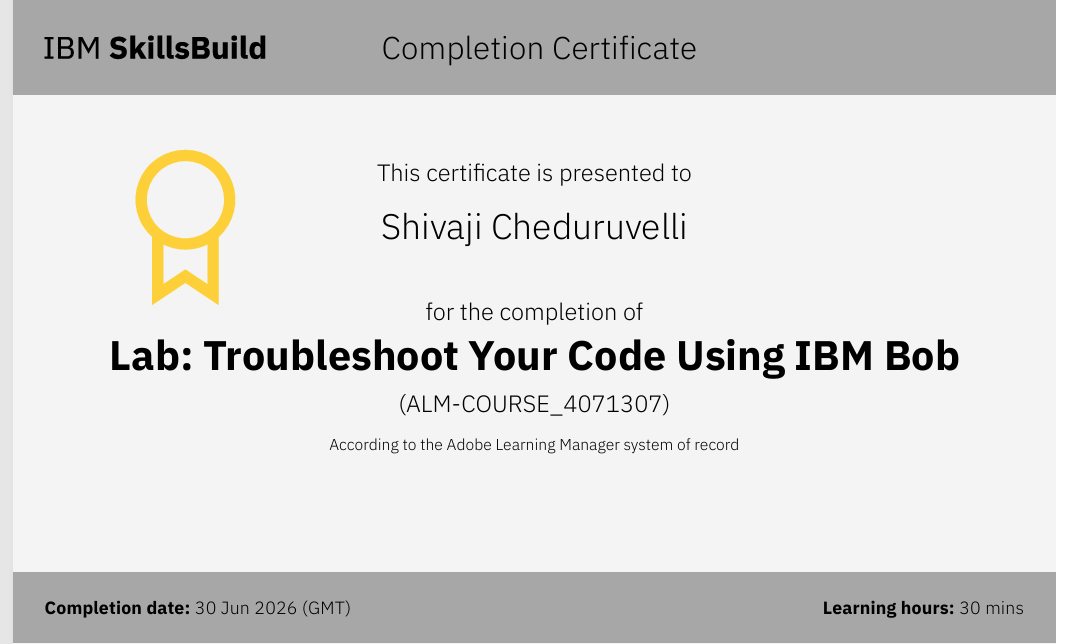 IBM SkillsBuild
Completion Certificate
This certificate is presented to
Shivaji Cheduruvelli
for the completion of
Lab: Troubleshoot Your Code Using IBM Bob
(ALM-COURSE_4071307)
According to the Adobe Learning Manager system of record
Completion date: 30 Jun 2026 (GMT)
Learning hours: 30 mins